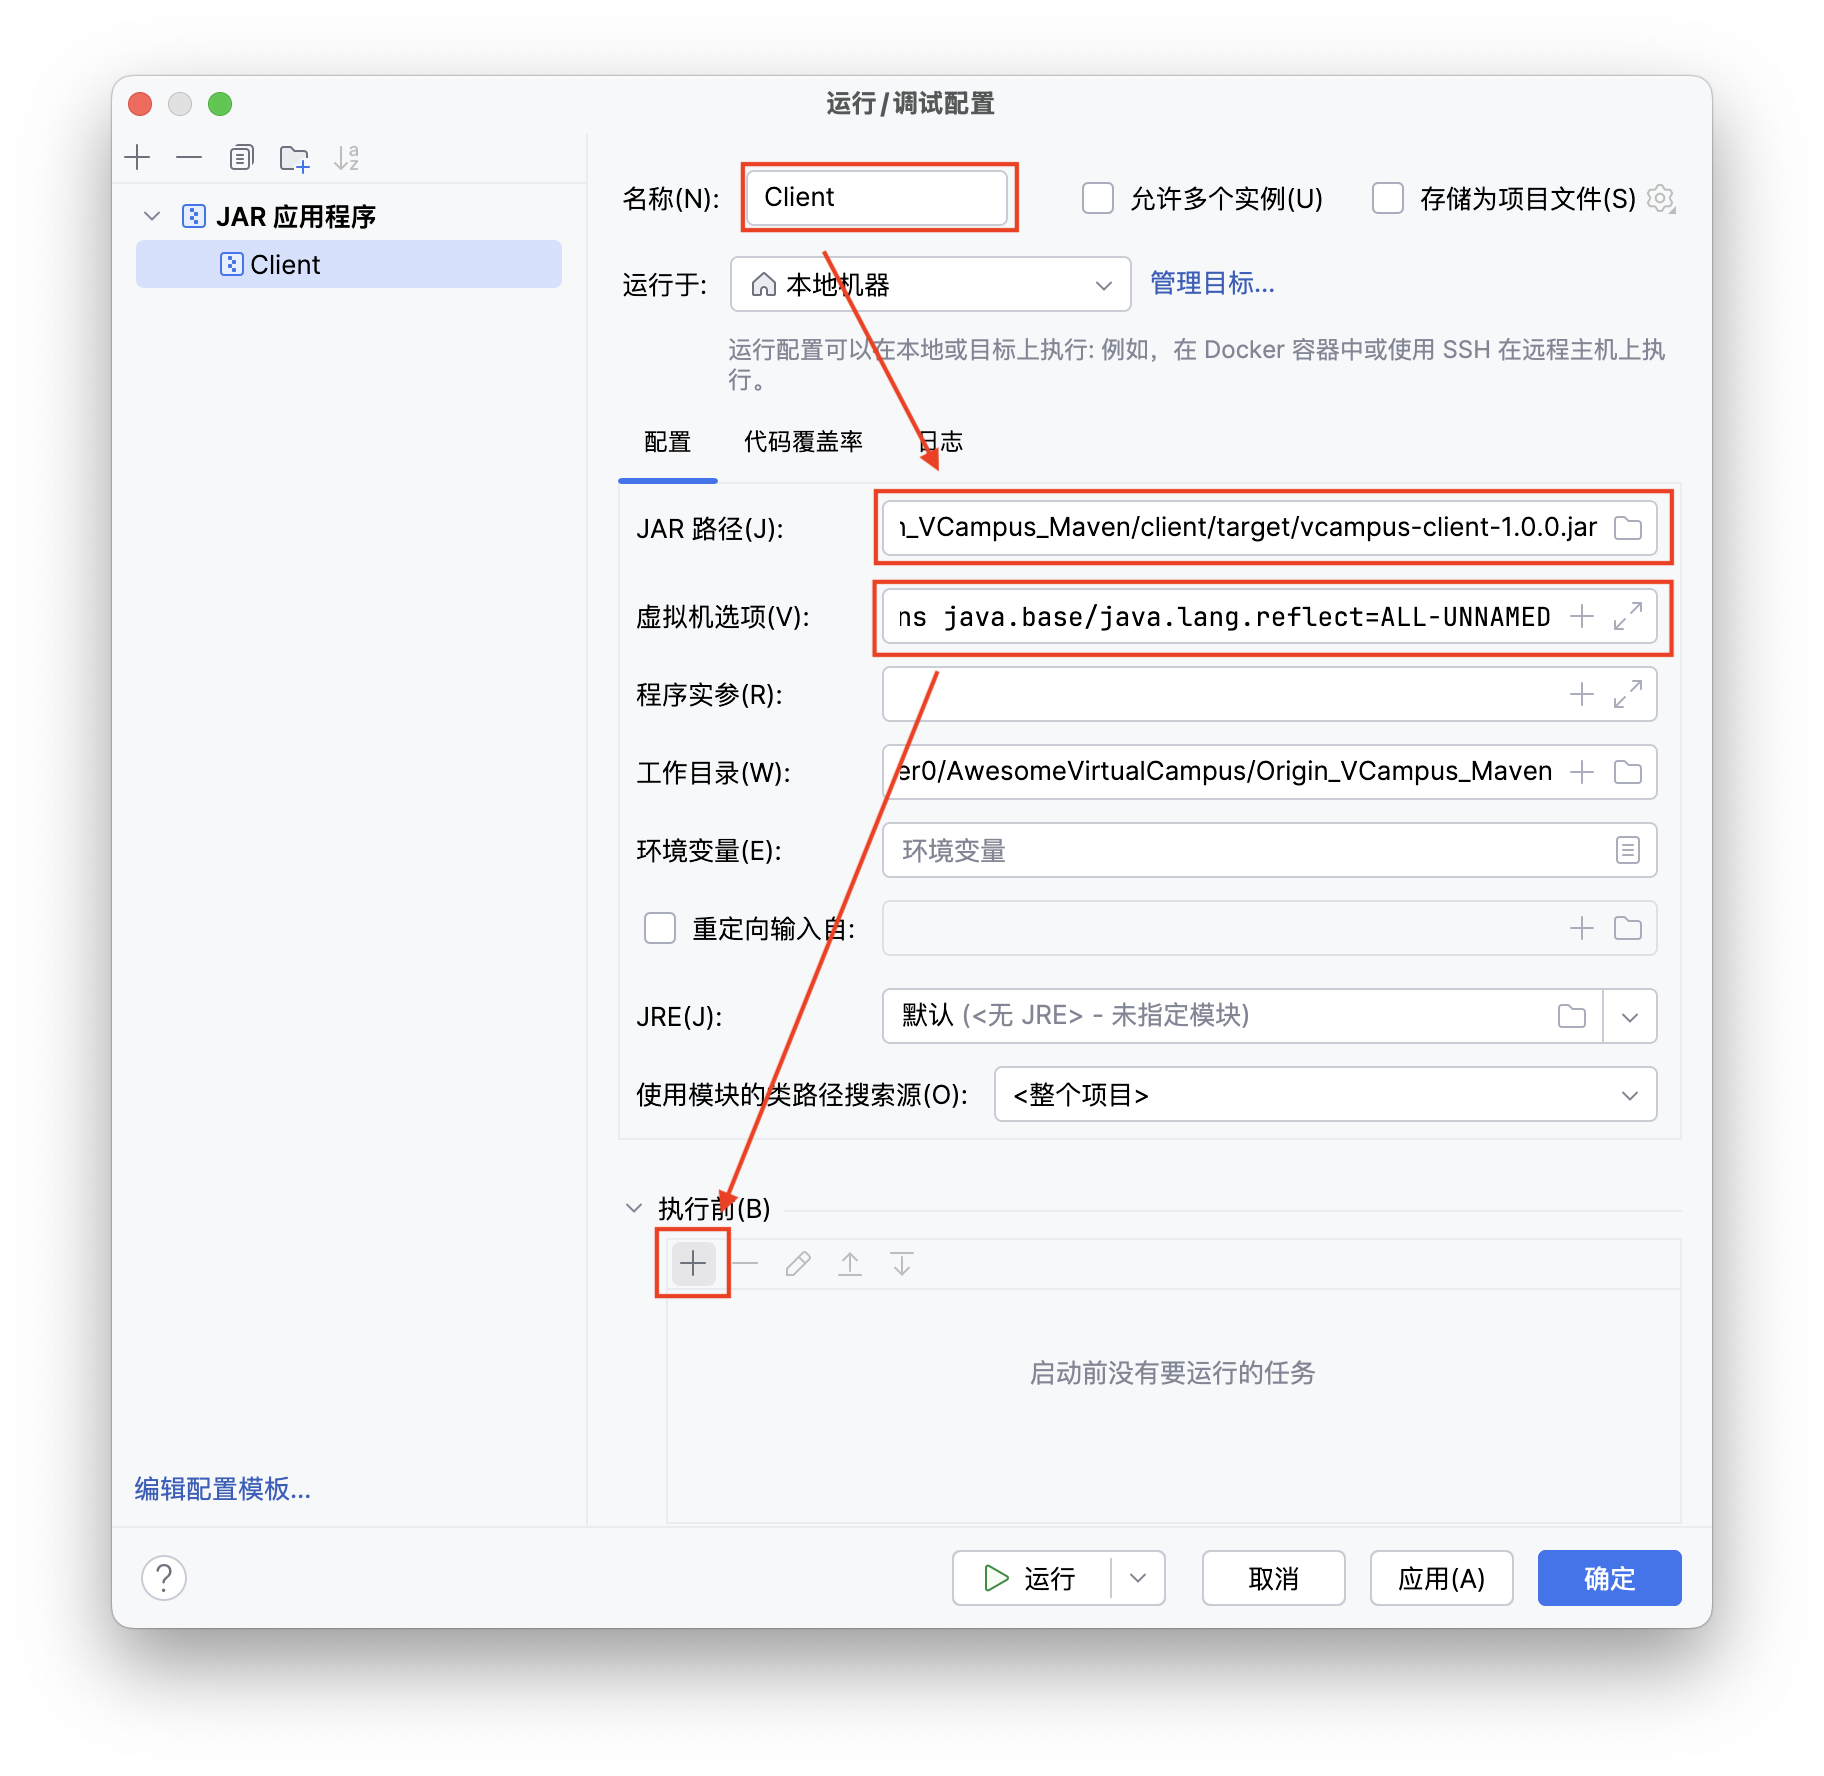 运行/调试配置
JAR 应用程序
Client
编辑配置模板...
名称(N):
Client
允许多个实例(U)
存储为项目文件(S)
运行于:
本地机器
管理目标...
运行配置可以在本地或目标上执行: 例如，在 Docker 容器中或使用 SSH 在远程主机上执
行。
配置
代码覆盖率
日志
JAR 路径(J):
_VCampus_Maven/client/target/vcampus-client-1.0.0.jar
虚拟机选项(V):
ns java.base/java.lang.reflect=ALL-UNNAMED
程序实参(R):
工作目录(W):
er0/AwesomeVirtualCampus/Origin_VCampus_Maven
环境变量(E):
环境变量
重定向输入自:
JRE(J):
默认 (<无 JRE> - 未指定模块)
使用模块的类路径搜索源(O):
<整个项目>
执行前(B)
启动前没有要运行的任务
?
运行
取消
应用(A)
确定